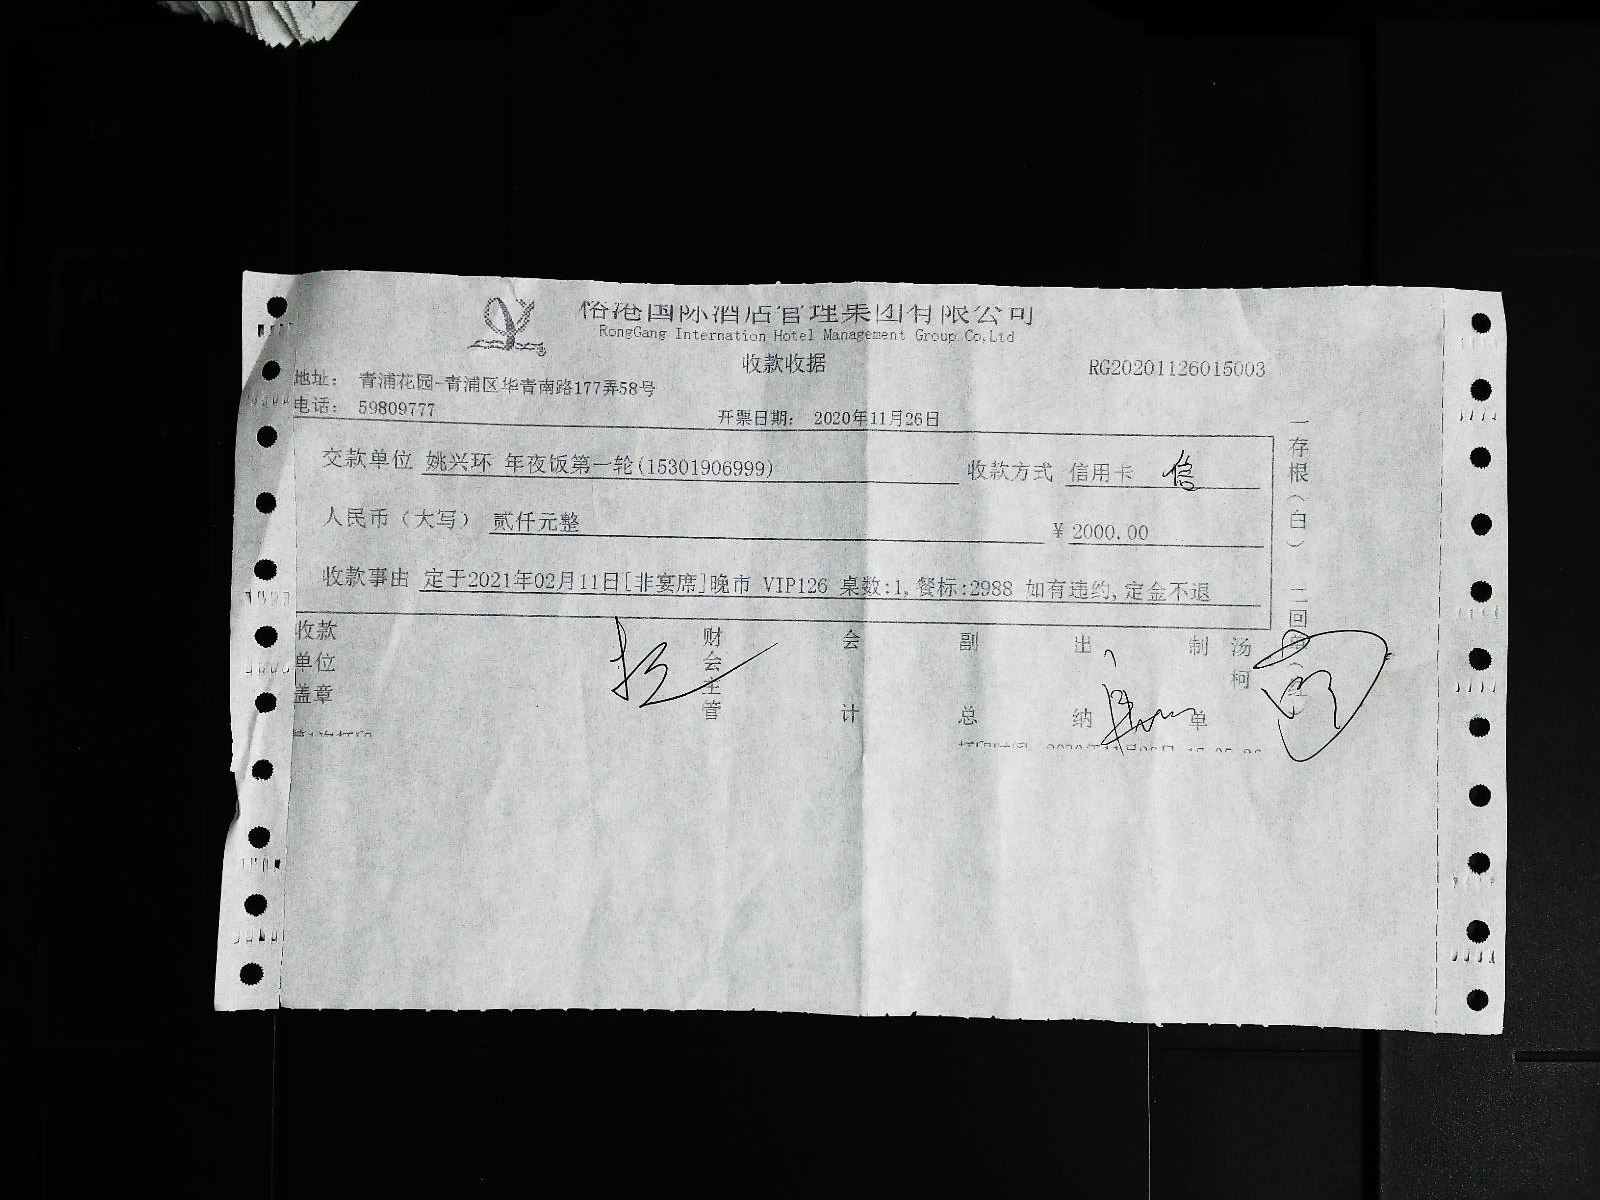 国际酒店管理集团有限公司
RongGang Internation Hotel Management Group Co.Ltd
收款收据
RG20201126015003
地址： 青浦花园-青浦区华青南路177弄58号
电话： 59809777
开票日期： 2020年11月26日
交款单位 姚兴环 年夜饭第一轮(15301906999) 收款方式 信用卡 信
人民币（大写） 贰仟元整 ¥ 2000.00
收款事由 定于2021年02月11日[非宴席]晚市 VIP126 桌数:1,餐标:2988 如有违约,定金不退
收款单位盖章
财会主管
会计
副总
出纳
制单
汤柯
一存根（白） 二回单（红）